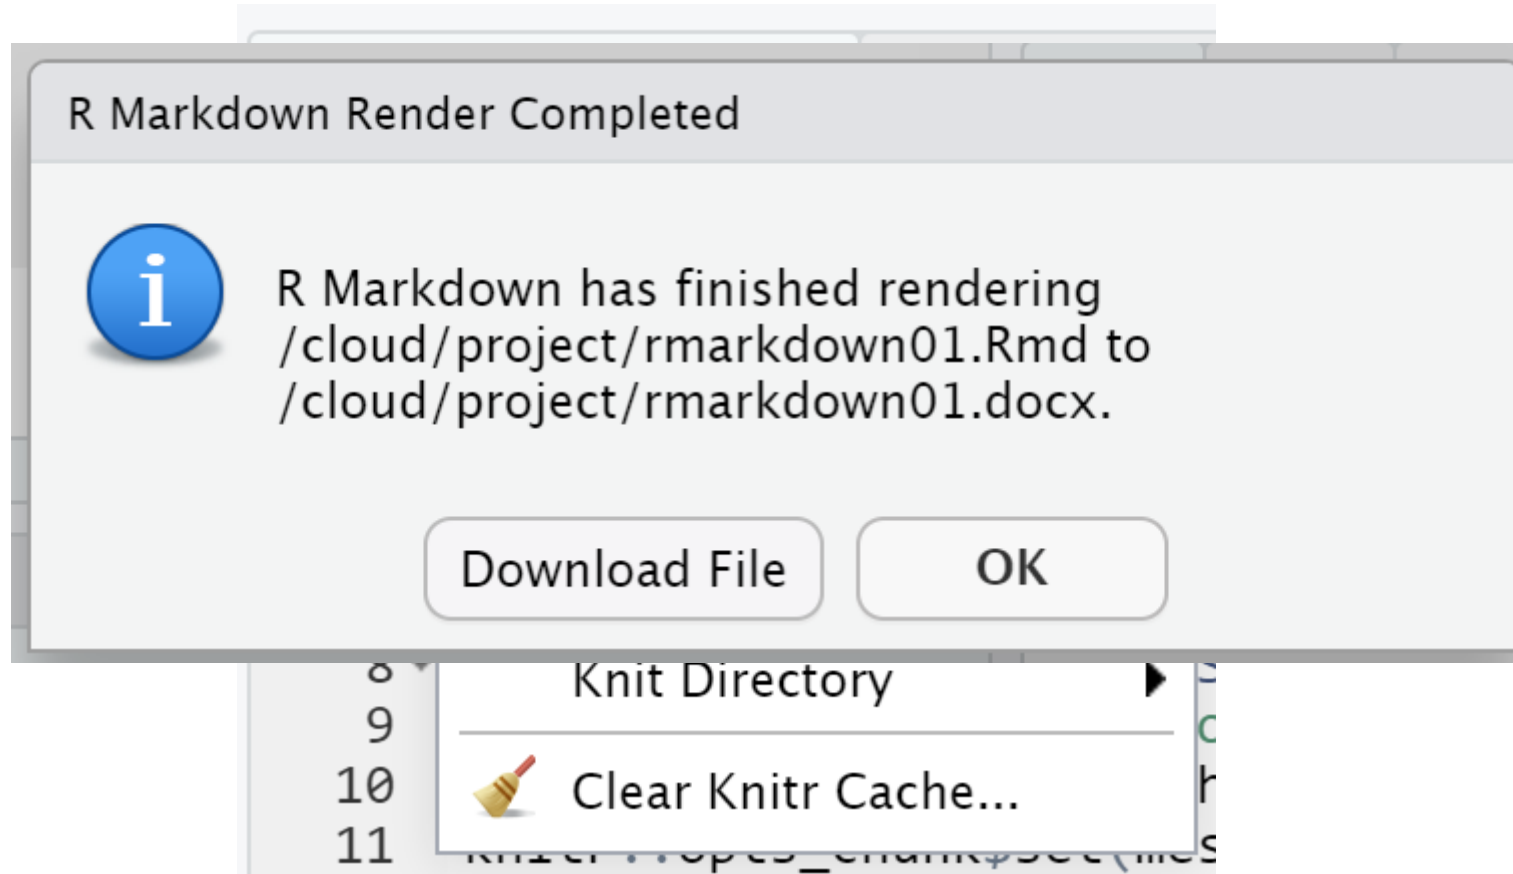 R Markdown Render Completed
R Markdown has finished rendering
/cloud/project/rmarkdown01.Rmd to
/cloud/project/rmarkdown01.docx.
Download File
OK
8
Knit Directory
9
10
Clear Knitr Cache...
11